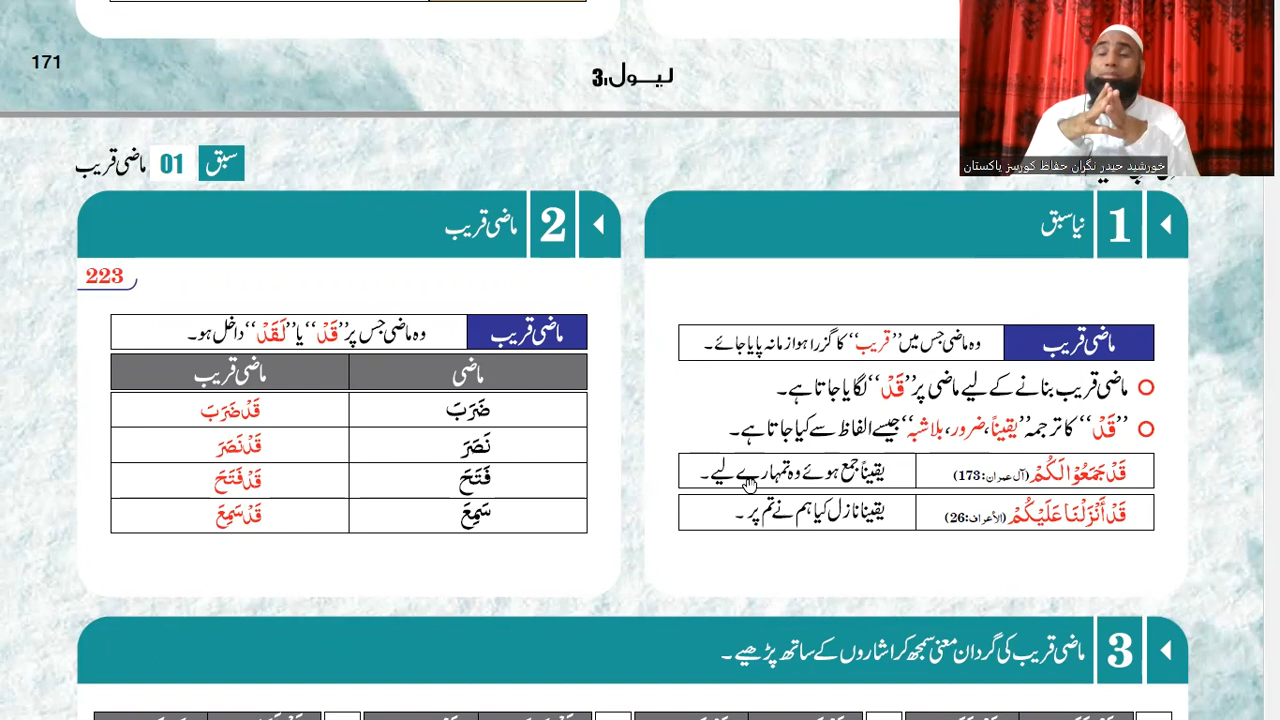 171
لیول،3
خورشید حیدر نگران حفاظ کورسز پاکستان
سبق 01 ماضی قریب
1 نیا سبق
ماضی قریب وہ ماضی جس میں "قریب" کا گزرا ہوا زمانہ پایا جائے۔
ماضی قریب بنانے کے لیے ماضی پر "قَدْ" لگایا جاتا ہے۔
"قَدْ" کا ترجمہ "یقیناً، ضرور، بلاشبہ" جیسے الفاظ سے کیا جاتا ہے۔
قَدْ جَمَعُوْا لَكُمْ (آل عمران:173) یقیناً جمع ہوئے وہ تمہارے لیے۔
قَدْ أَنْزَلْنَا عَلَيْكُمْ (الأعراف:26) یقینا نازل کیا ہم نے تم پر۔
2 ماضی قریب
223
ماضی قریب وہ ماضی جس پر "قَدْ" یا "لَقَدْ" داخل ہو۔
ماضی ماضی قریب
ضَرَبَ قَدْ ضَرَبَ
نَصَرَ قَدْ نَصَرَ
فَتَحَ قَدْ فَتَحَ
سَمِعَ قَدْ سَمِعَ
3 ماضی قریب کی گردان معنی سمجھ کر اشاروں کے ساتھ پڑھیے۔